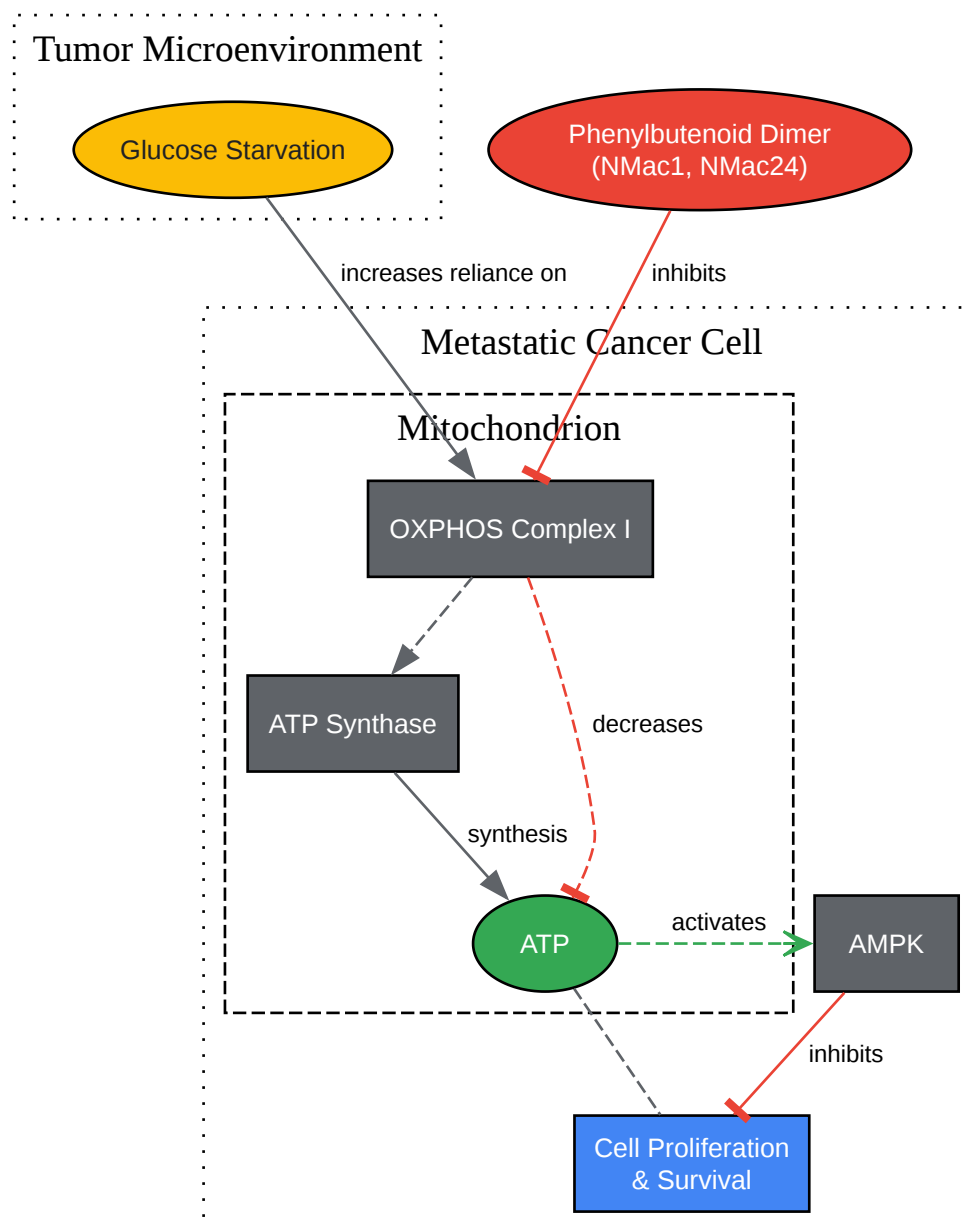 Tumor Microenvironment
Glucose Starvation
Phenylbutenoid Dimer
(NMac1, NMac24)
increases reliance on
inhibits
Metastatic Cancer Cell
Mitochondrion
OXPHOS Complex I
ATP Synthase
decreases
synthesis
ATP
activates
AMPK
inhibits
Cell Proliferation
& Survival